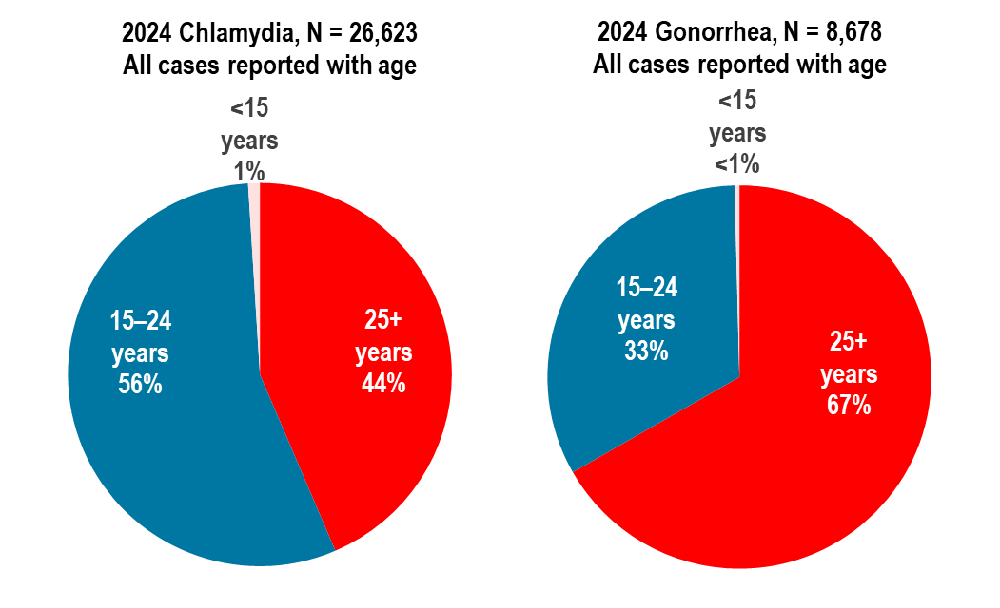 2024 Chlamydia, N = 26,623
All cases reported with age
<15
years
1%
15–24
years
56%
25+
years
44%
2024 Gonorrhea, N = 8,678
All cases reported with age
<15
years
<1%
15–24
years
33%
25+
years
67%